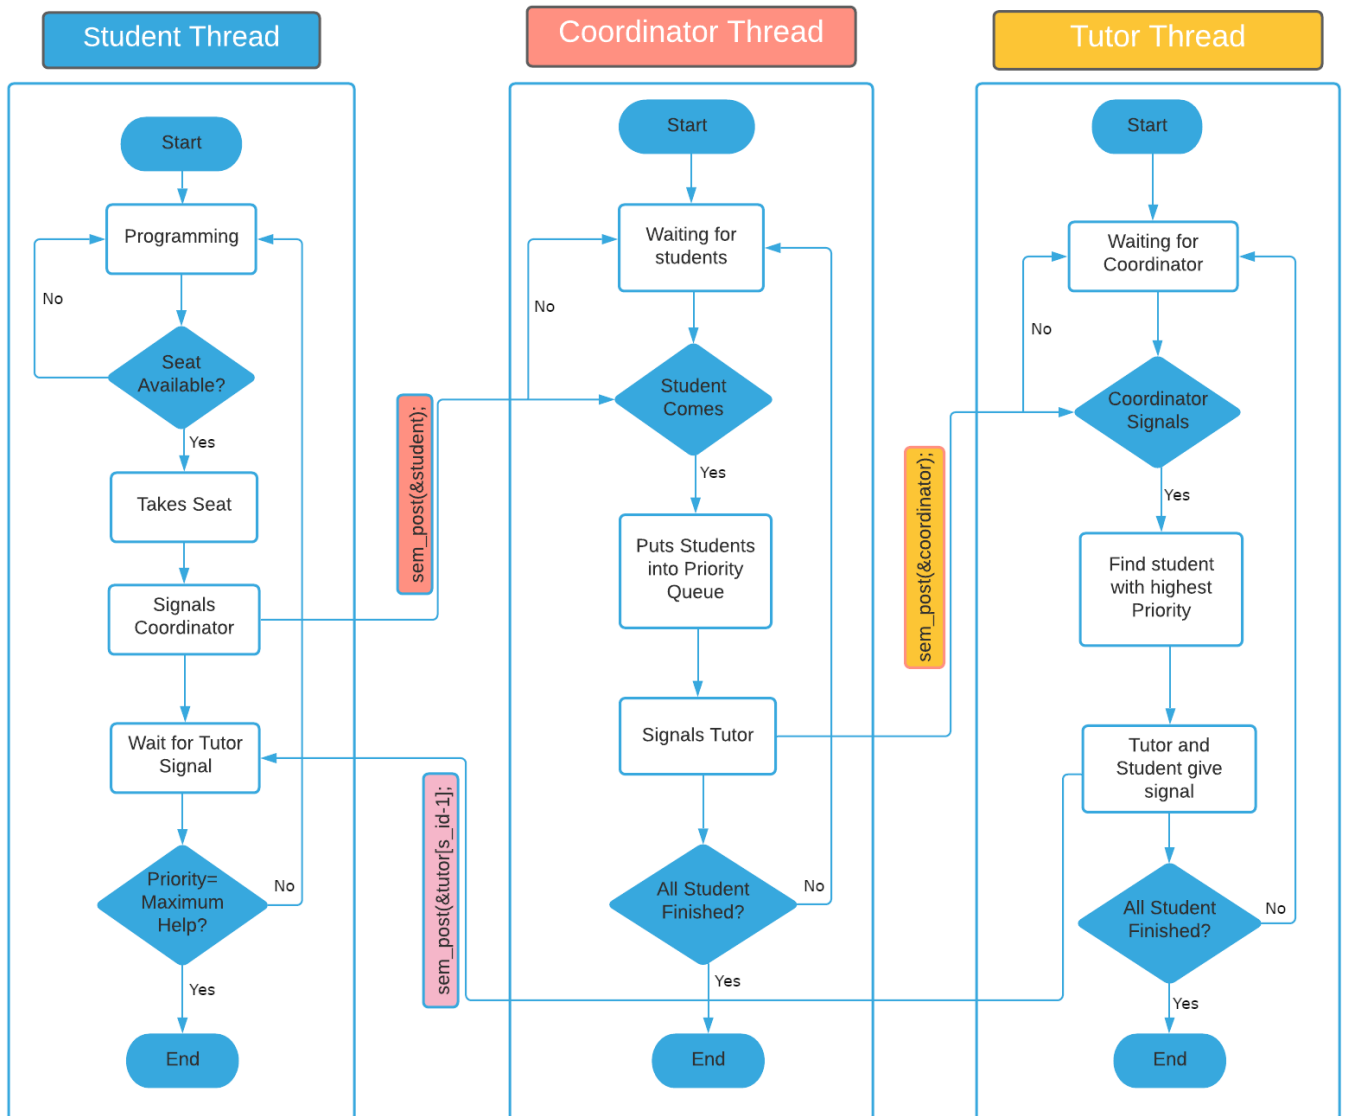 Student Thread
Start
Programming
No
Seat
Available?
Yes
Takes Seat
Signals
Coordinator
Wait for Tutor
Signal
Priority=
Maximum
Help?
No
Yes
End
sem_post(&student);
sem_post(&tutor[s_id-1];
Coordinator Thread
Start
Waiting for
students
No
Student
Comes
Yes
Puts Students
into Priority
Queue
Signals Tutor
All Student
Finished?
No
Yes
End
sem_post(&coordinator);
Tutor Thread
Start
Waiting for
Coordinator
No
Coordinator
Signals
Yes
Find student
with highest
Priority
Tutor and
Student give
signal
All Student
Finished?
No
Yes
End